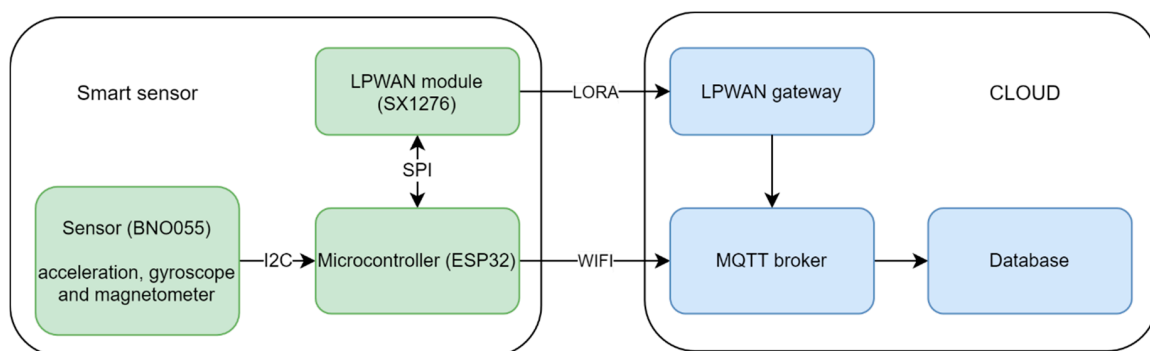 Smart sensor
LPWAN module
(SX1276)
LORA
LPWAN gateway
CLOUD
SPI
Sensor (BNO055)
acceleration, gyroscope
and magnetometer
I2C
Microcontroller (ESP32)
WIFI
MQTT broker
Database